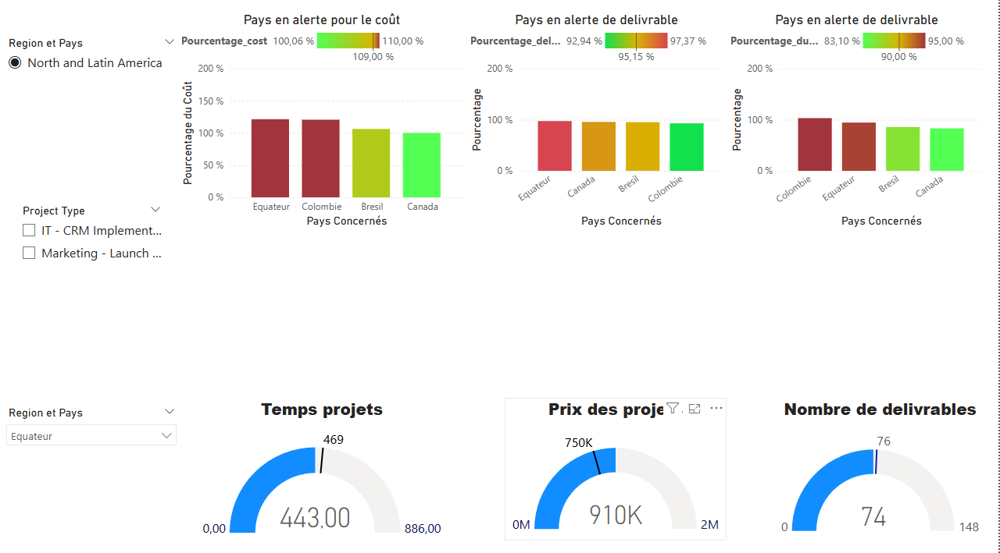 Region et Pays
North and Latin America
Project Type
IT - CRM Implement...
Marketing - Launch ...
Pays en alerte pour le coût
Pourcentage_cost 100,06 % 110,00 %
109,00 %
Pourcentage du Coût
200 %
150 %
100 %
50 %
0 %
Equateur Colombie Bresil Canada
Pays Concernés
Pays en alerte de delivrable
Pourcentage_del... 92,94 % 97,37 %
95,15 %
Pourcentage
200 %
100 %
0 %
Equateur Canada Bresil Colombie
Pays Concernés
Pays en alerte de delivrable
Pourcentage_du... 83,10 % 95,00 %
90,00 %
Pourcentage
200 %
100 %
0 %
Colombie Equateur Bresil Canada
Pays Concernés
Region et Pays
Equateur
Temps projets
469
443,00
0,00 886,00
Prix des proje
750K
910K
0M 2M
Nombre de delivrables
76
74
0 148